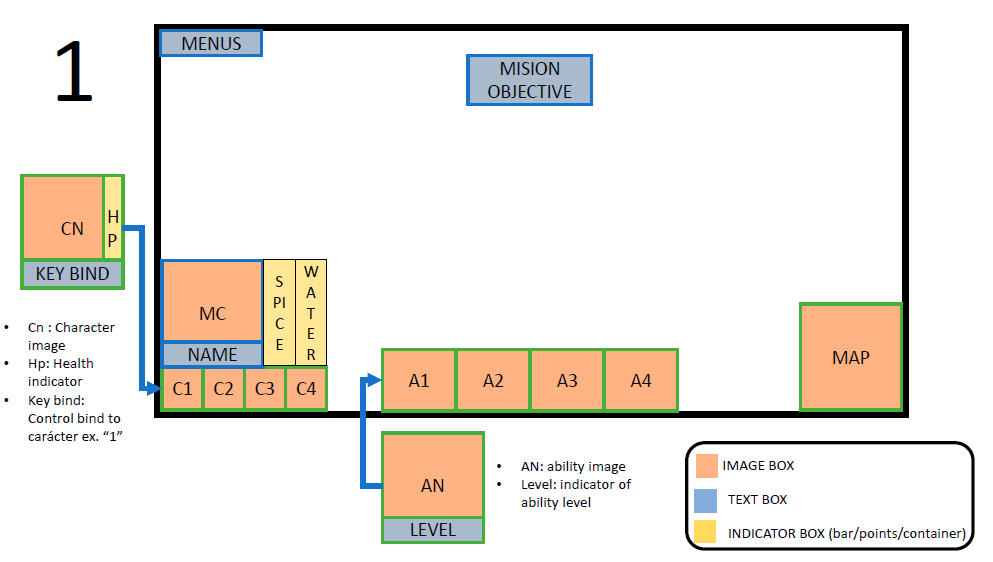 1
MENUS
MISION
OBJECTIVE
CN
H
P
KEY BIND
• Cn : Character
image
• Hp: Health
indicator
• Key bind:
Control bind to
carácter ex. “1”
MC
NAME
S
PI
C
E
W
A
T
E
R
C1 C2 C3 C4
A1 A2 A3 A4
MAP
AN
LEVEL
• AN: ability image
• Level: indicator of
ability level
IMAGE BOX
TEXT BOX
INDICATOR BOX (bar/points/container)